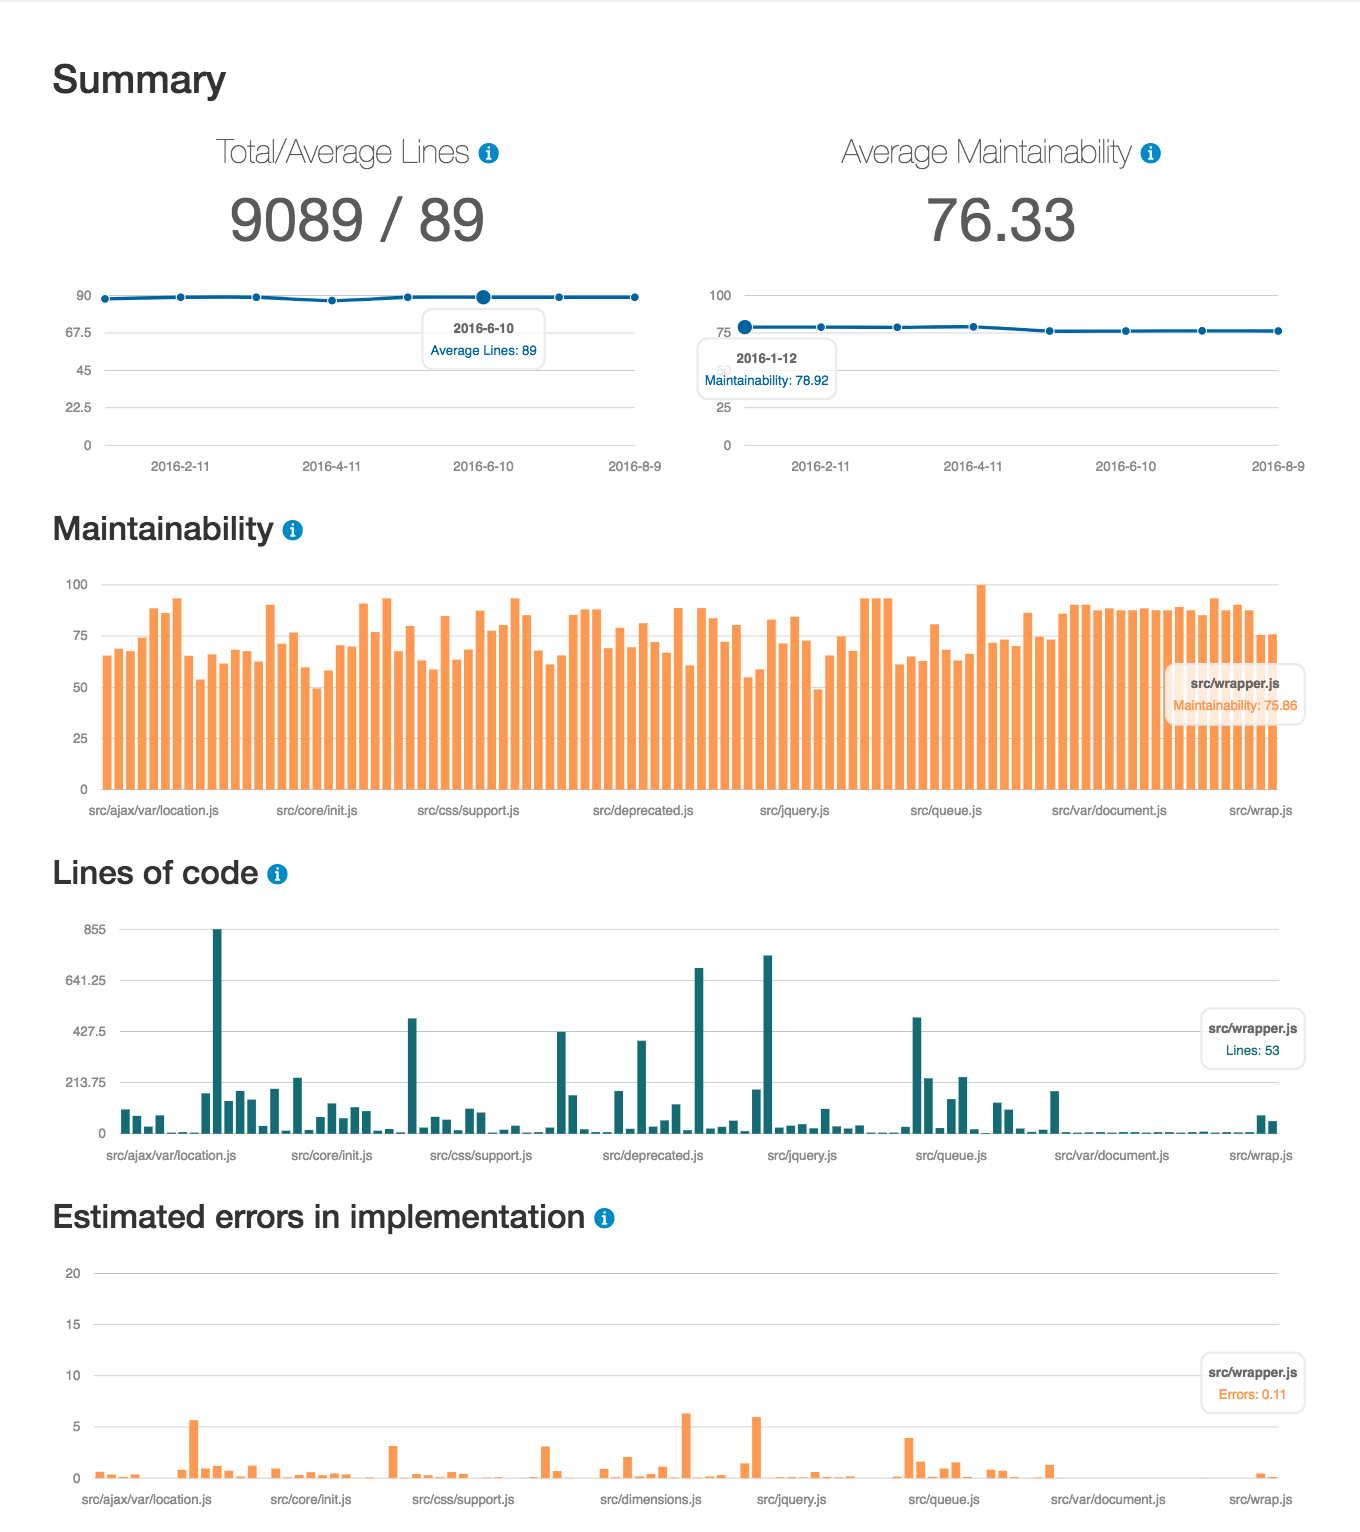 Summary
Total/Average Lines i
Average Maintainability i
9089 / 89
76.33
90
67.5
45
22.5
0
2016-6-10
Average Lines: 89
2016-2-11
2016-4-11
2016-6-10
2016-8-9
100
75
50
25
0
2016-1-12
Maintainability: 78.92
2016-2-11
2016-4-11
2016-6-10
2016-8-9
Maintainability i
100
75
50
25
0
src/wrapper.js
Maintainability: 75.86
src/ajax/var/location.js
src/core/init.js
src/css/support.js
src/deprecated.js
src/jquery.js
src/queue.js
src/var/document.js
src/wrap.js
Lines of code i
855
641.25
427.5
213.75
0
src/wrapper.js
Lines: 53
src/ajax/var/location.js
src/core/init.js
src/css/support.js
src/deprecated.js
src/jquery.js
src/queue.js
src/var/document.js
src/wrap.js
Estimated errors in implementation i
20
15
10
5
0
src/wrapper.js
Errors: 0.11
src/ajax/var/location.js
src/core/init.js
src/css/support.js
src/dimensions.js
src/jquery.js
src/queue.js
src/var/document.js
src/wrap.js